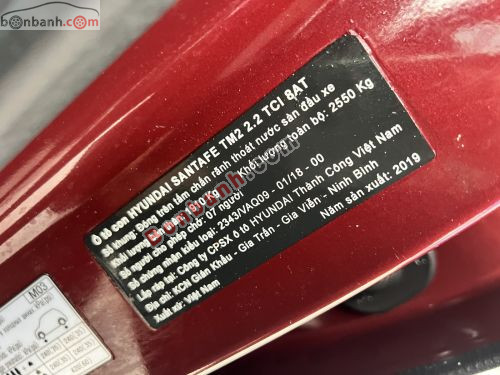 bonbanh.com
Ô tô con HYUNDAI SANTAFE TM2 2.2 TCI 8AT
Số khung: Đóng trên tấm chắn rãnh thoát nước sàn đầu xe
Khối lượng bản thân: Kg Khối lượng toàn bộ: 2550 Kg
Số người cho phép chở: 07 người
Số chứng nhận kiểu loại: 2343/VAQ09 - 01/18 - 00
Lắp ráp tại: Công ty CPSX ô tô HYUNDAI Thành Công Việt Nam
Địa chỉ: KCN Gián Khẩu - Gia Trấn - Gia Viễn - Ninh Bình
Xuất xứ: Việt Nam Năm sản xuất: 2019
BonBanh.com
M03